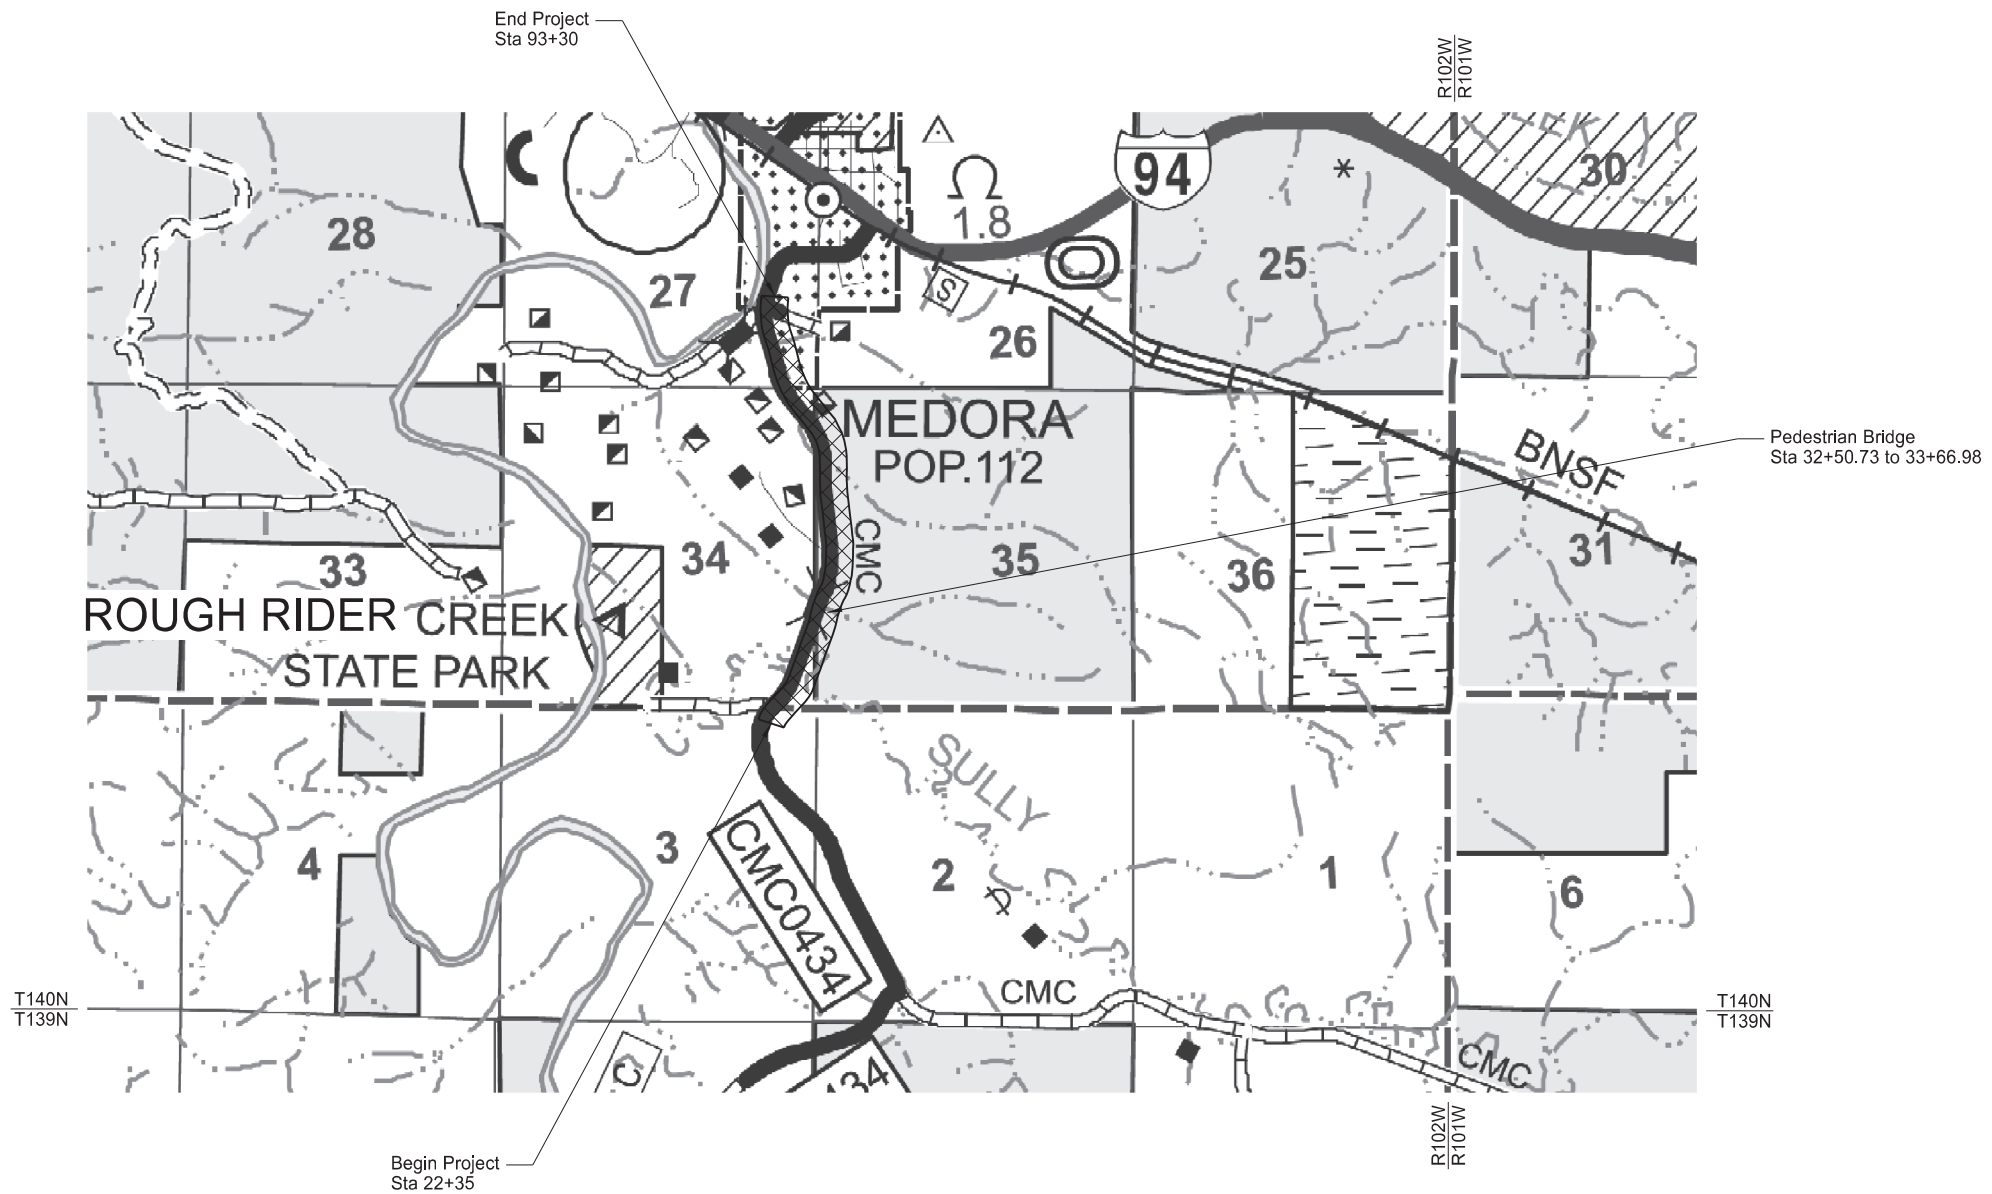 End Project
Sta 93+30
R102W
R101W
94
30
1.8
28
25
27
S
26
MEDORA
POP.112
BNSF
Pedestrian Bridge
Sta 32+50.73 to 33+66.98
CMC
34
35
36
31
33
ROUGH RIDER CREEK
STATE PARK
SULLY
CMC0434
4
3
2
1
6
CMC
T140N
T139N
T140N
T139N
C
434
CMC
R102W
R101W
Begin Project
Sta 22+35